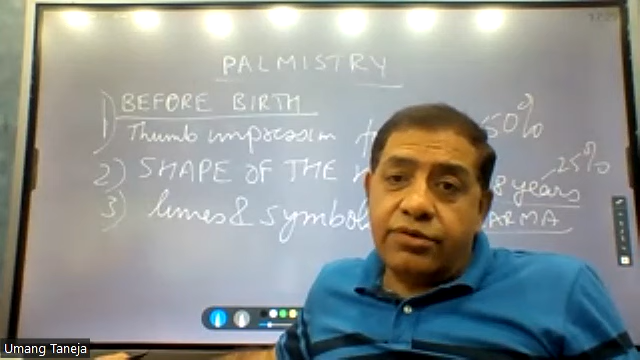 PALMISTRY
1) BEFORE BIRTH
Thumb impression 50%
2) SHAPE OF THE 8 years 25%
3) lines & symbol ARMA
Umang Taneja